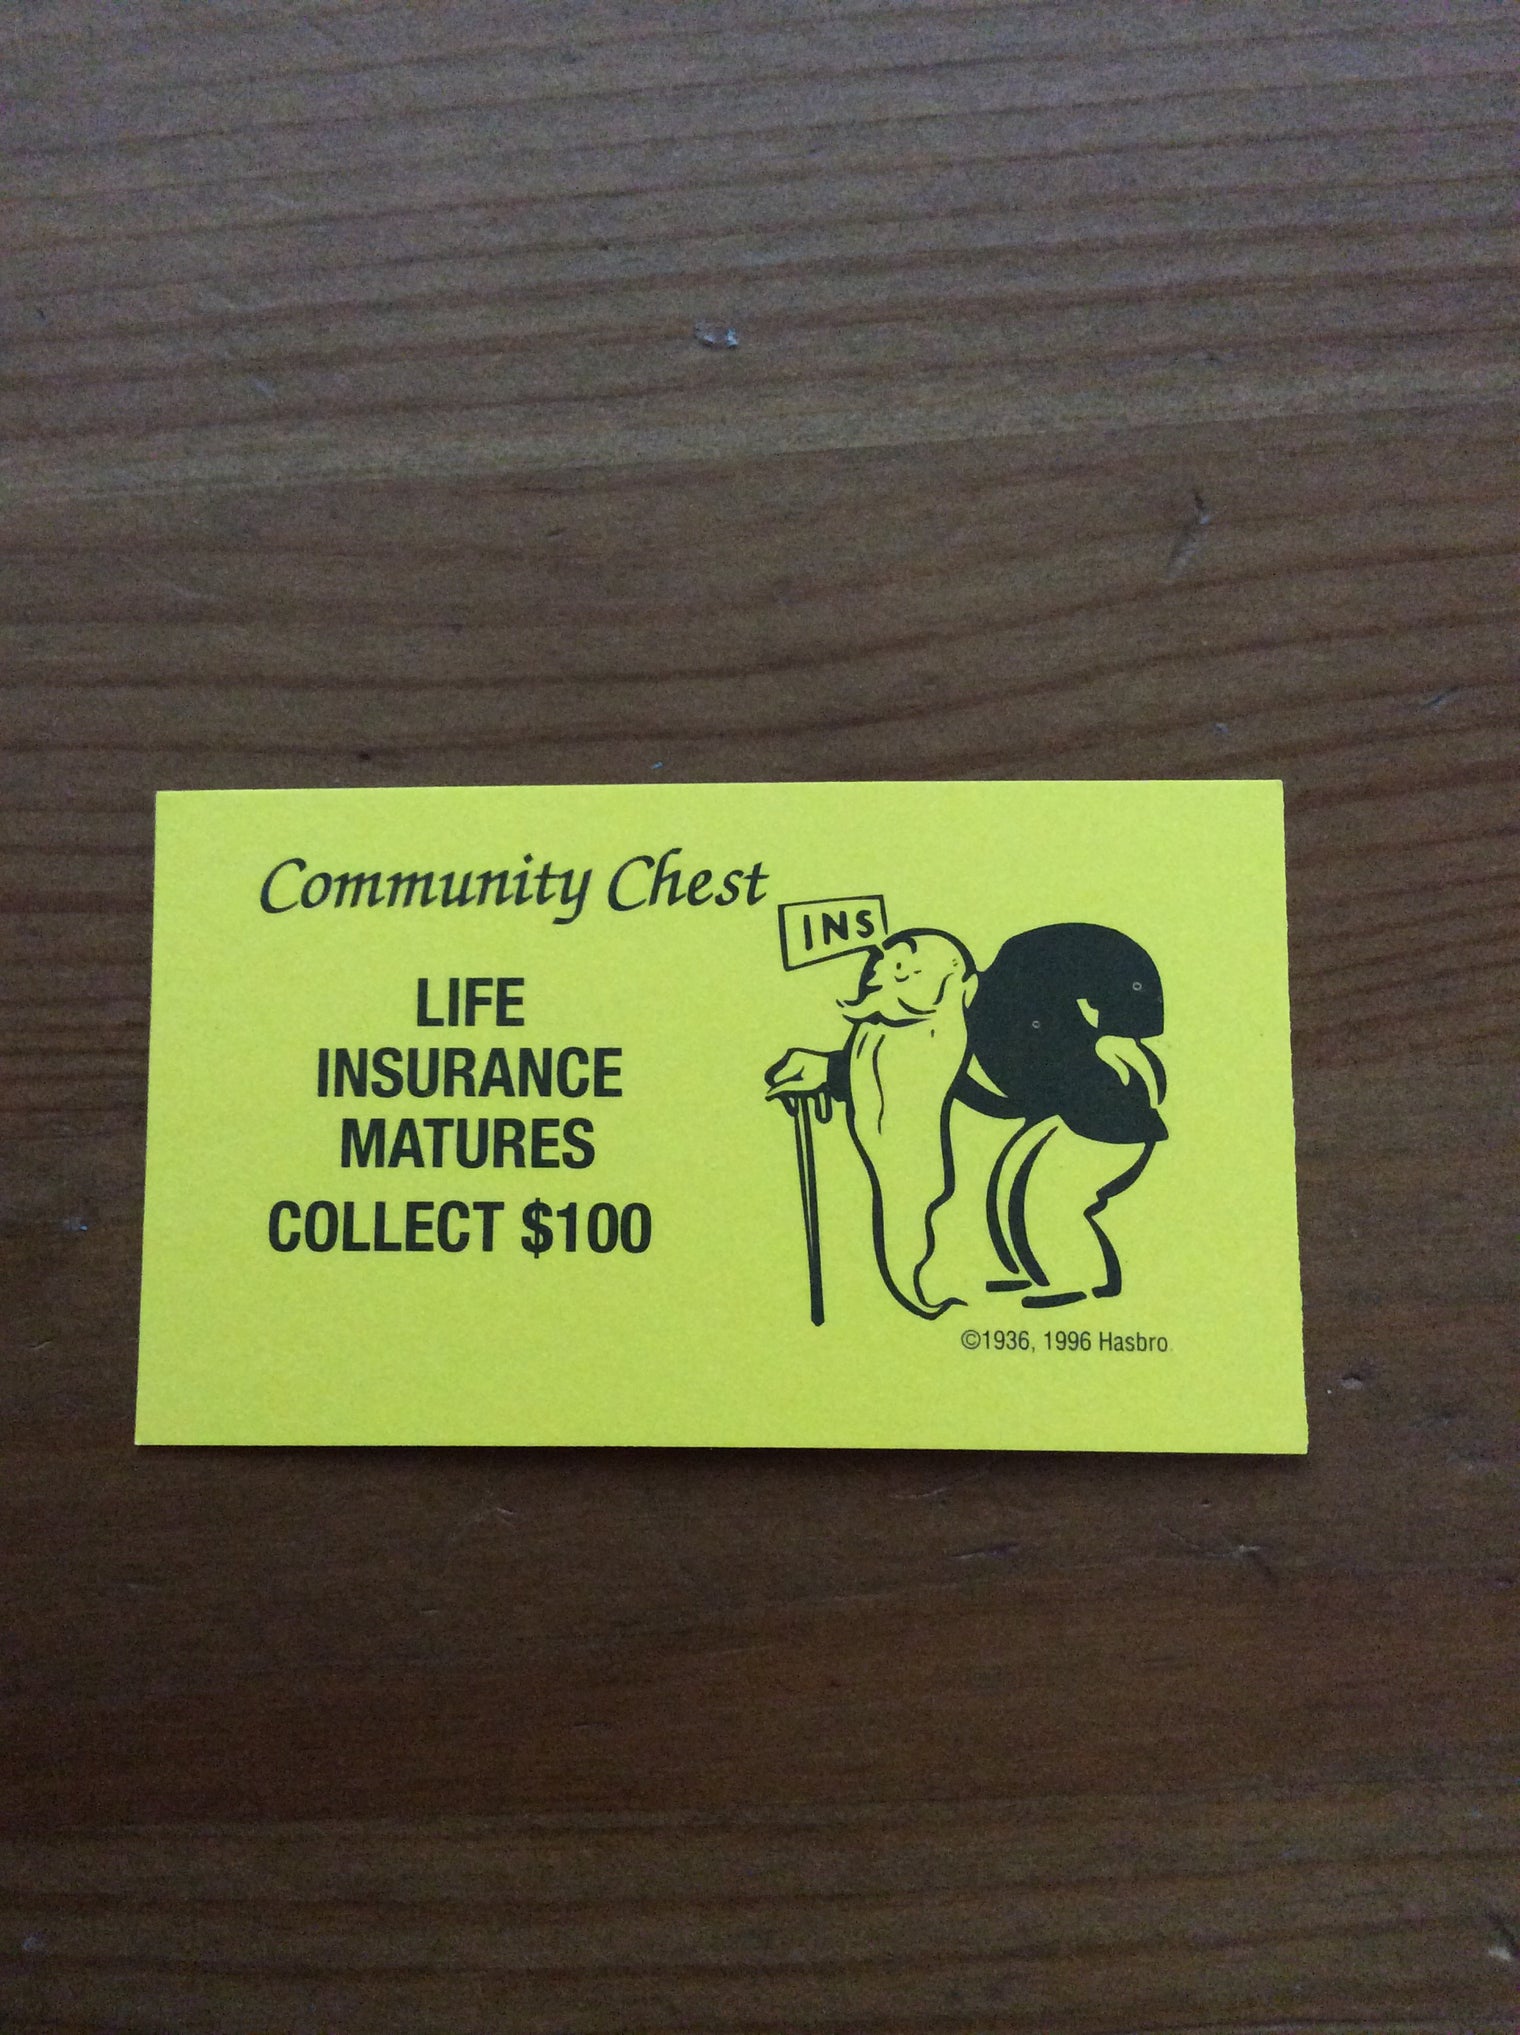 Community Chest
INS
LIFE
INSURANCE
MATURES
COLLECT $100
©1936, 1996 Hasbro